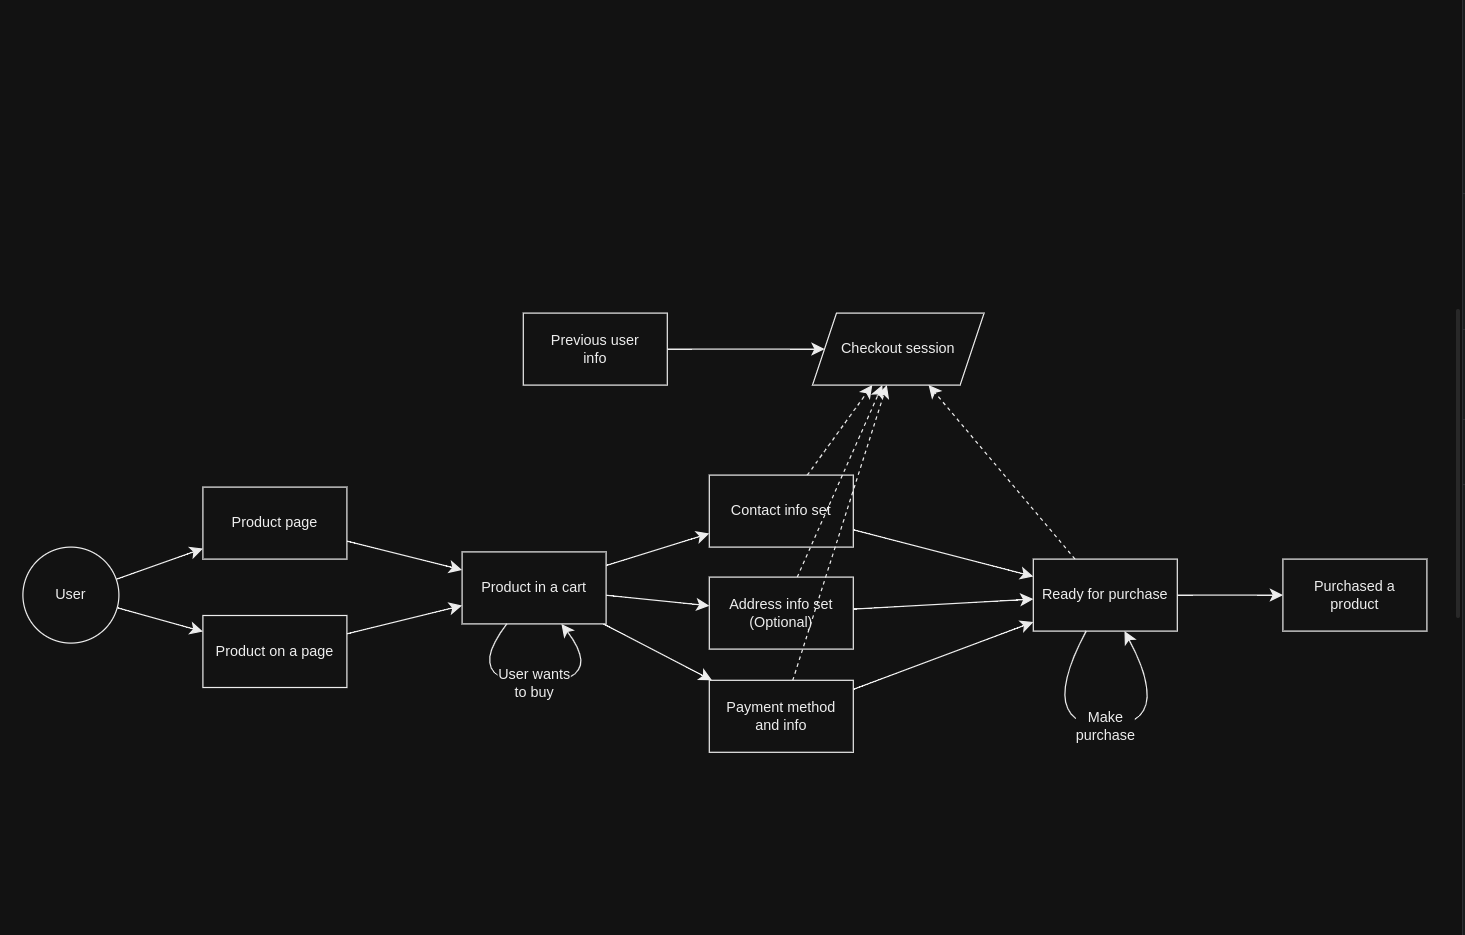 Previous user
info
Checkout session
Product page
Contact info set
User
Product in a cart
Ready for purchase
Purchased a
product
Address info set
(Optional)
Product on a page
User wants
to buy
Payment method
and info
Make
purchase